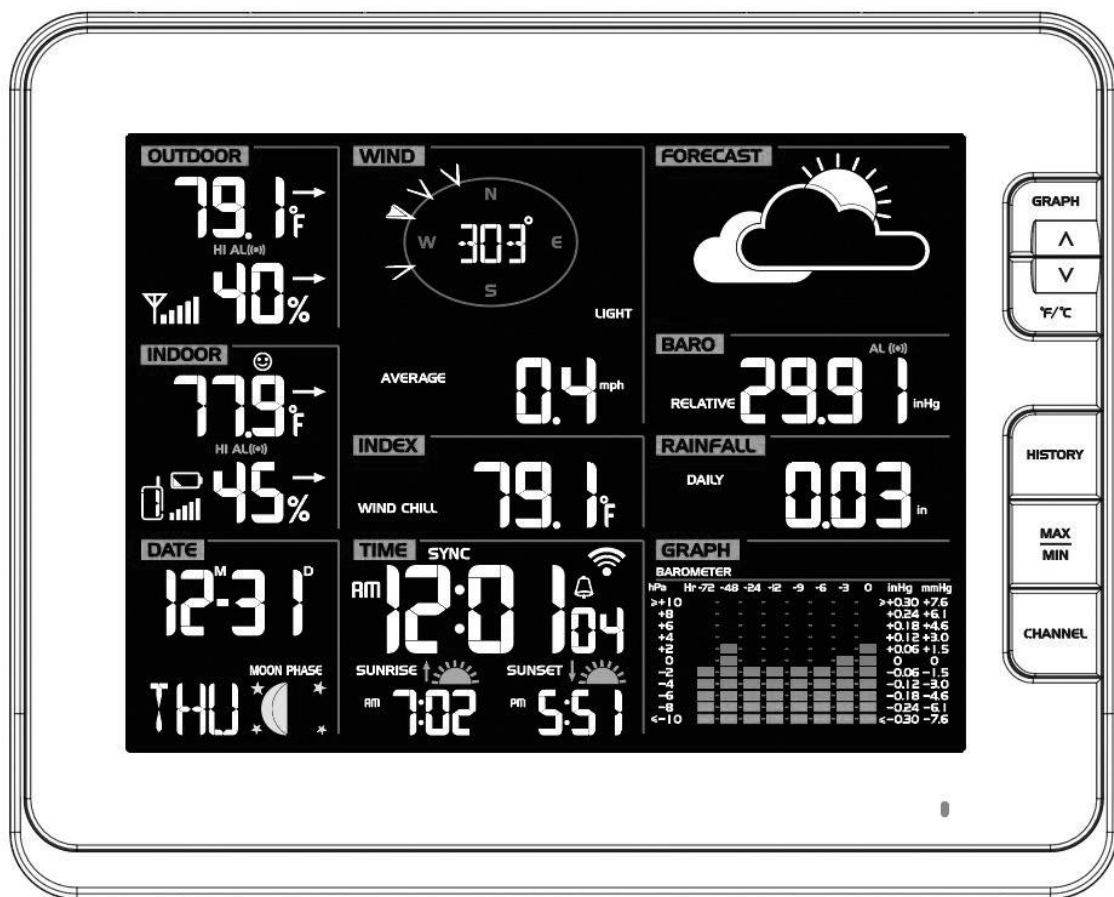 OUTDOOR
79.1°F
HI AL((•))
40%
INDOOR
77.9°F
HI AL((•))
45%
DATE
12-31
M D
MOON PHASE
THU
WIND
N
W 303° E
S
LIGHT
AVERAGE 0.4 mph
INDEX
WIND CHILL 79.1°F
TIME SYNC
AM 12:01 04
SUNRISE ↑ SUNSET ↓
AM 7:02 PM 5:51
FORECAST
BARO
AL ((•))
RELATIVE 29.91 inHg
RAINFALL
DAILY 0.03 in
GRAPH
BAROMETER
hPa Hr -72 -48 -24 -12 -9 -6 -3 0 inHg mmHg
≥+10 ≥+0.30 +7.6
+8 +0.24 +6.1
+6 +0.18 +4.6
+4 +0.12 +3.0
+2 +0.06 +1.5
0 0 0
-2 -0.06 -1.5
-4 -0.12 -3.0
-6 -0.18 -4.6
-8 -0.24 -6.1
<-10 <-0.30 -7.6
GRAPH
∧
∨
°F/°C
HISTORY
MAX
MIN
CHANNEL